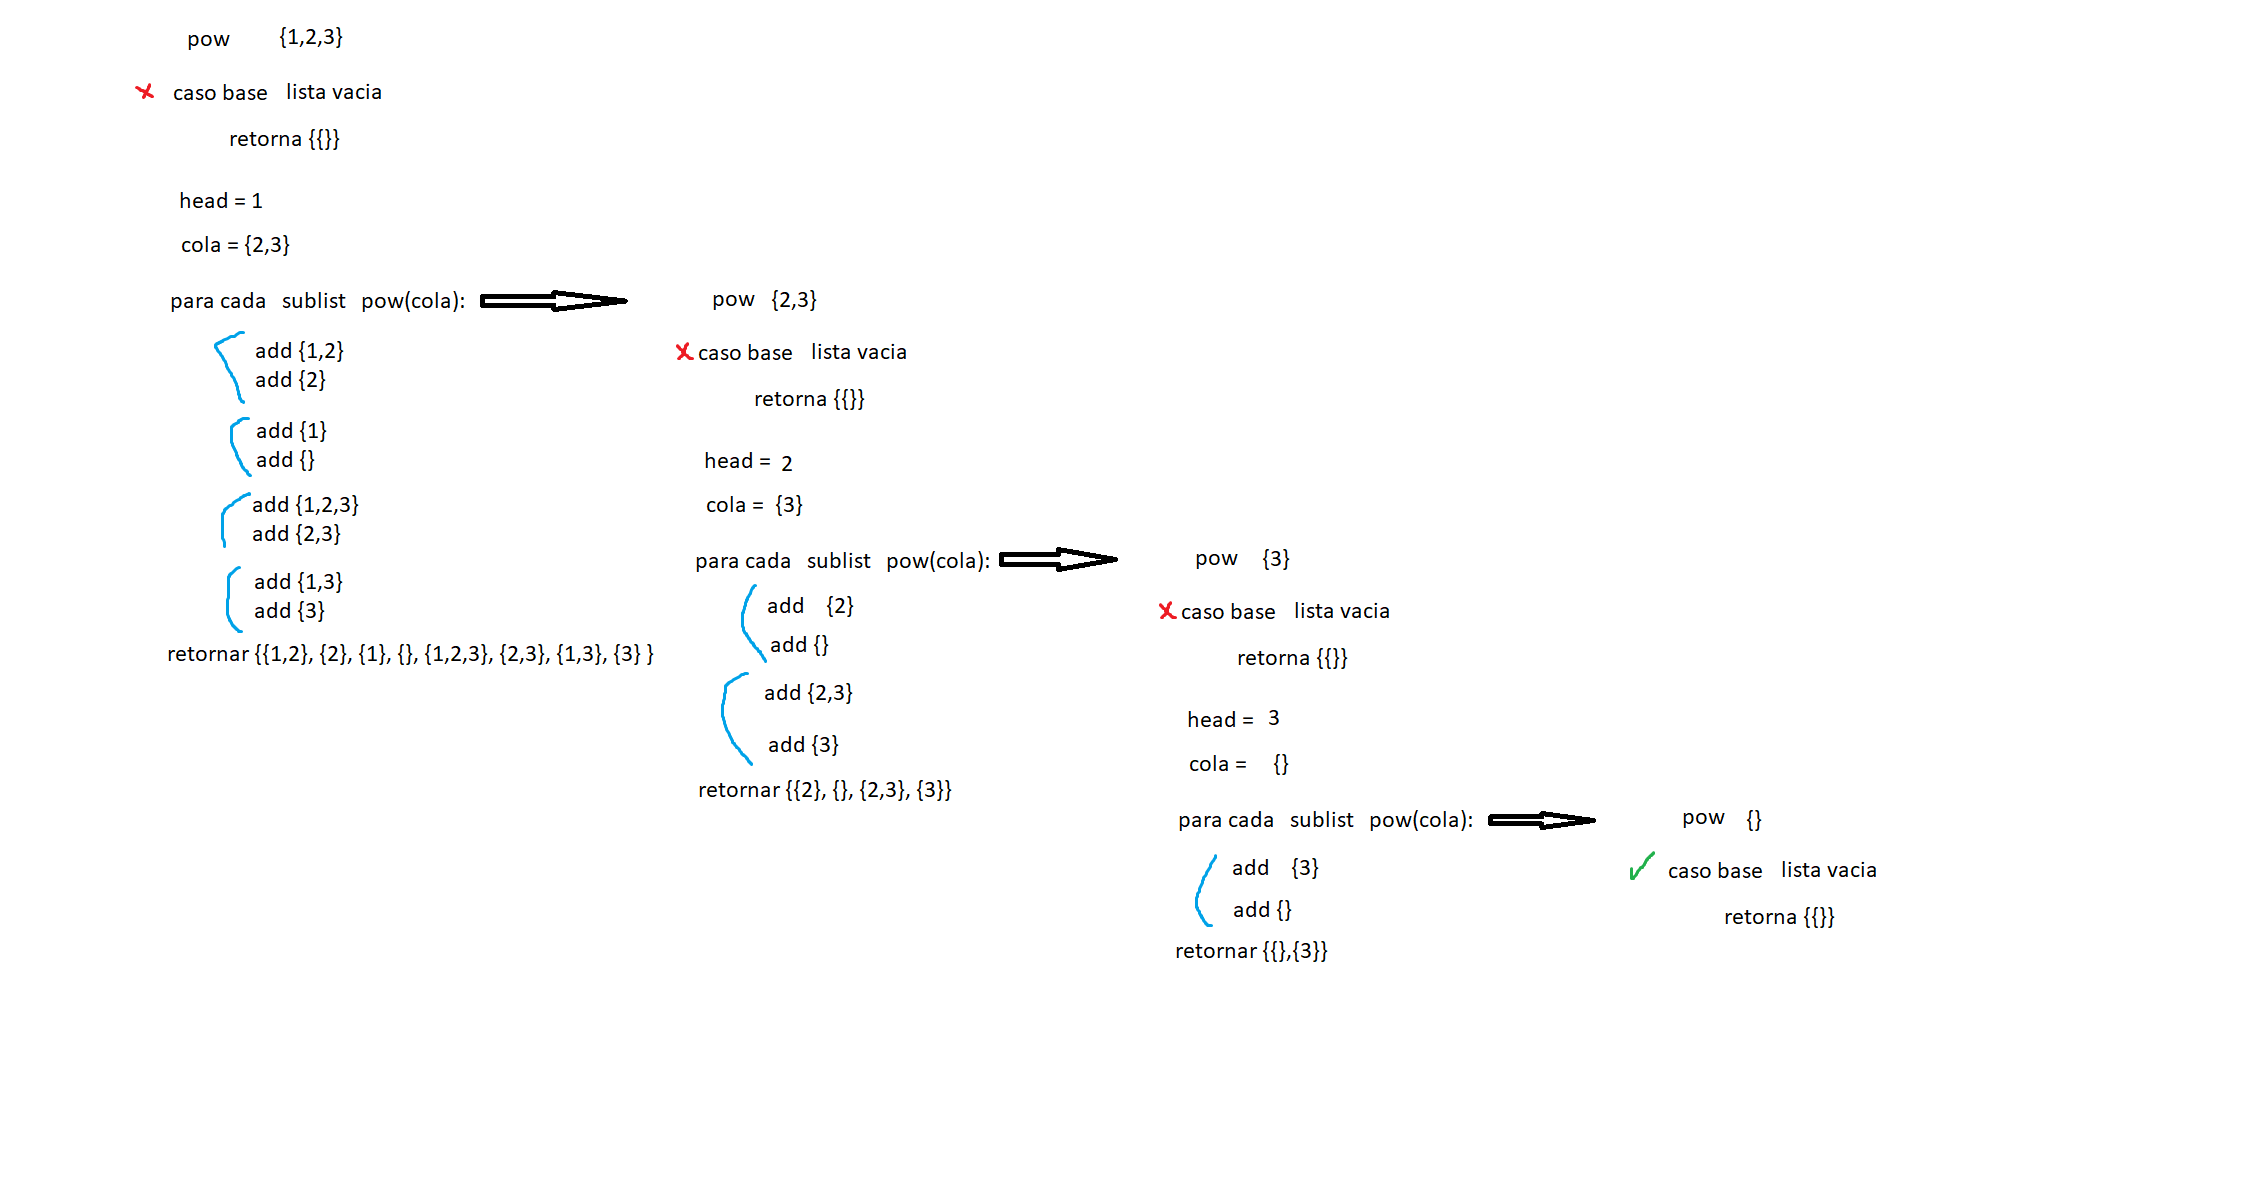 pow {1,2,3}
caso base lista vacia
retorna {{}}
head = 1
cola = {2,3}
para cada sublist pow(cola):
add {1,2}
add {2}
add {1}
add {}
add {1,2,3}
add {2,3}
add {1,3}
add {3}
retornar {{1,2}, {2}, {1}, {}, {1,2,3}, {2,3}, {1,3}, {3} }
pow {2,3}
caso base lista vacia
retorna {{}}
head = 2
cola = {3}
para cada sublist pow(cola):
add {2}
add {}
add {2,3}
add {3}
retornar {{2}, {}, {2,3}, {3}}
pow {3}
caso base lista vacia
retorna {{}}
head = 3
cola = {}
para cada sublist pow(cola):
add {3}
add {}
retornar {{},{3}}
pow {}
caso base lista vacia
retorna {{}}